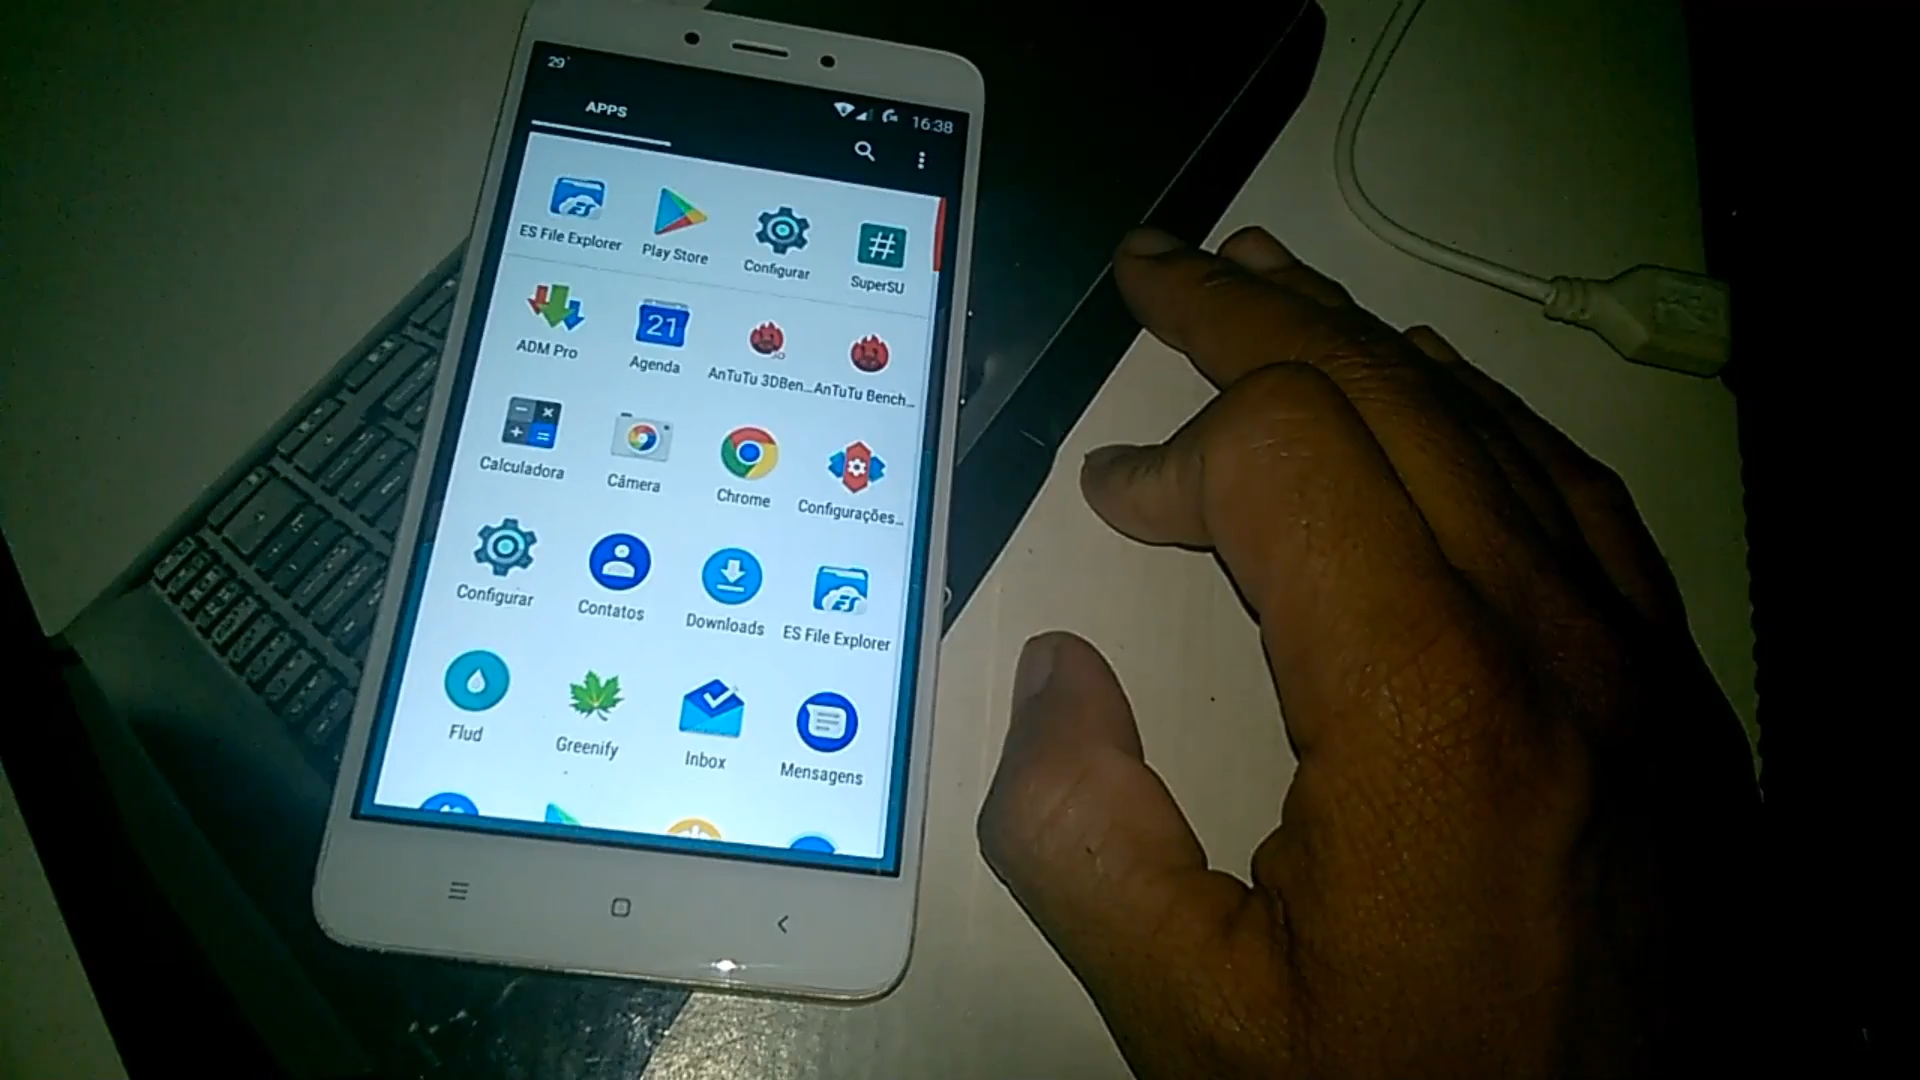 29°
16:38
APPS
ES File Explorer
Play Store
Configurar
SuperSU
ADM Pro
21
Agenda
AnTuTu 3DBen...
AnTuTu Bench...
Calculadora
Câmera
Chrome
Configurações...
Configurar
Contatos
Downloads
ES File Explorer
Flud
Greenify
Inbox
Mensagens